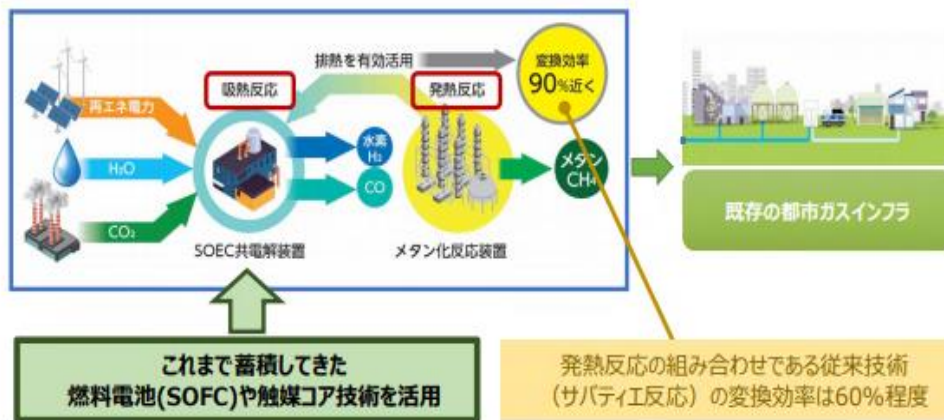 排熱を有効活用
変換効率
90%近く
吸熱反応
発熱反応
再エネ電力
水素
H₂
H₂O
CO
メタン
CH₄
CO₂
SOEC共電解装置
メタン化反応装置
既存の都市ガスインフラ
これまで蓄積してきた
燃料電池(SOFC)や触媒コア技術を活用
発熱反応の組み合わせである従来技術
（サバティエ反応）の変換効率は60%程度